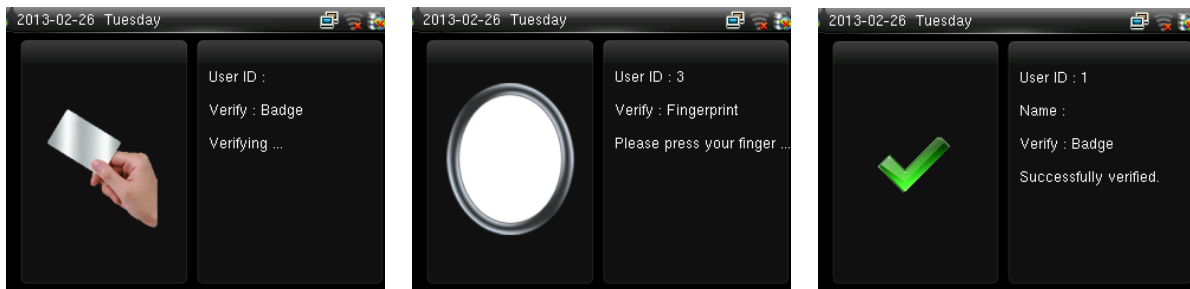 2013-02-26 Tuesday
User ID :
Verify : Badge
Verifying ...
2013-02-26 Tuesday
User ID : 3
Verify : Fingerprint
Please press your finger ...
2013-02-26 Tuesday
User ID : 1
Name :
Verify : Badge
Successfully verified.